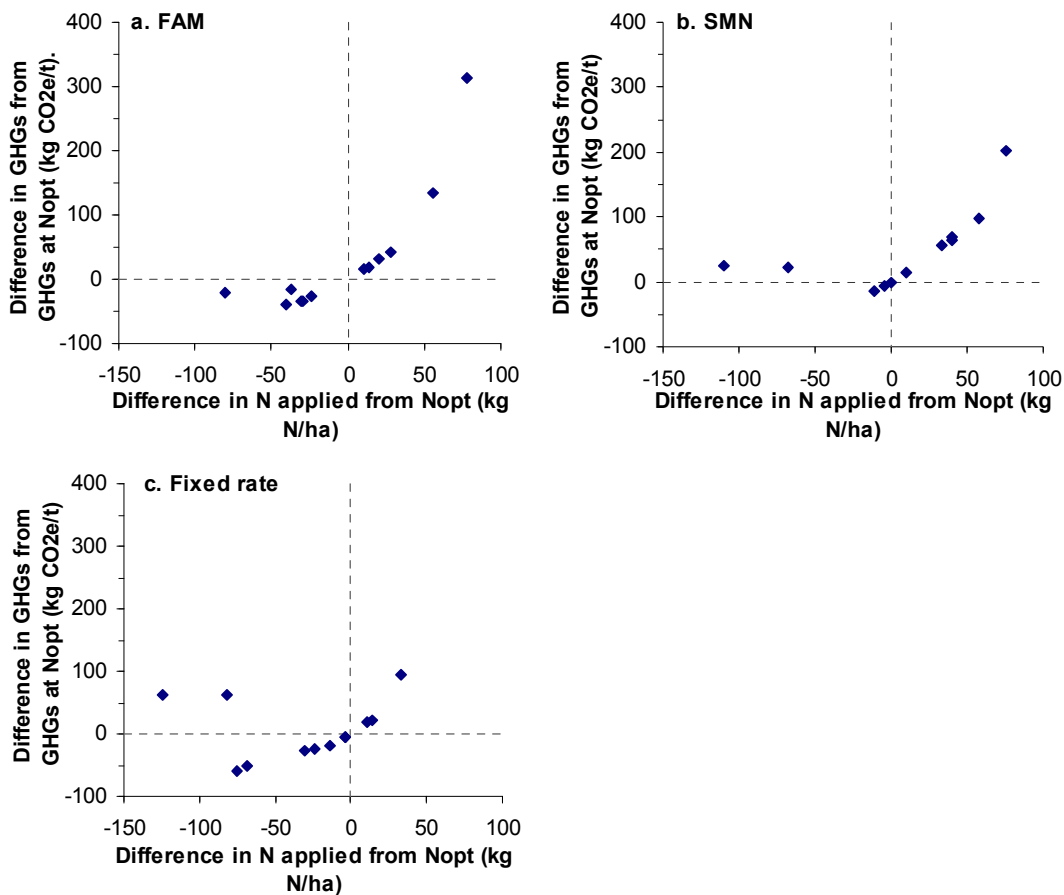 a. FAM
400
300
200
100
0
-100
-150 -100 -50 0 50 100
Difference in GHGs from
GHGs at Nopt (kg CO2e/t).
Difference in N applied from Nopt (kg
N/ha)
b. SMN
400
300
200
100
0
-100
-150 -100 -50 0 50 100
Difference in GHGs from
GHGs at Nopt (kg CO2e/t)
Difference in N applied from Nopt (kg
N/ha)
c. Fixed rate
400
300
200
100
0
-100
-150 -100 -50 0 50 100
Difference in GHGs from
GHGs at Nopt (kg CO2e/t)
Difference in N applied from Nopt (kg
N/ha)